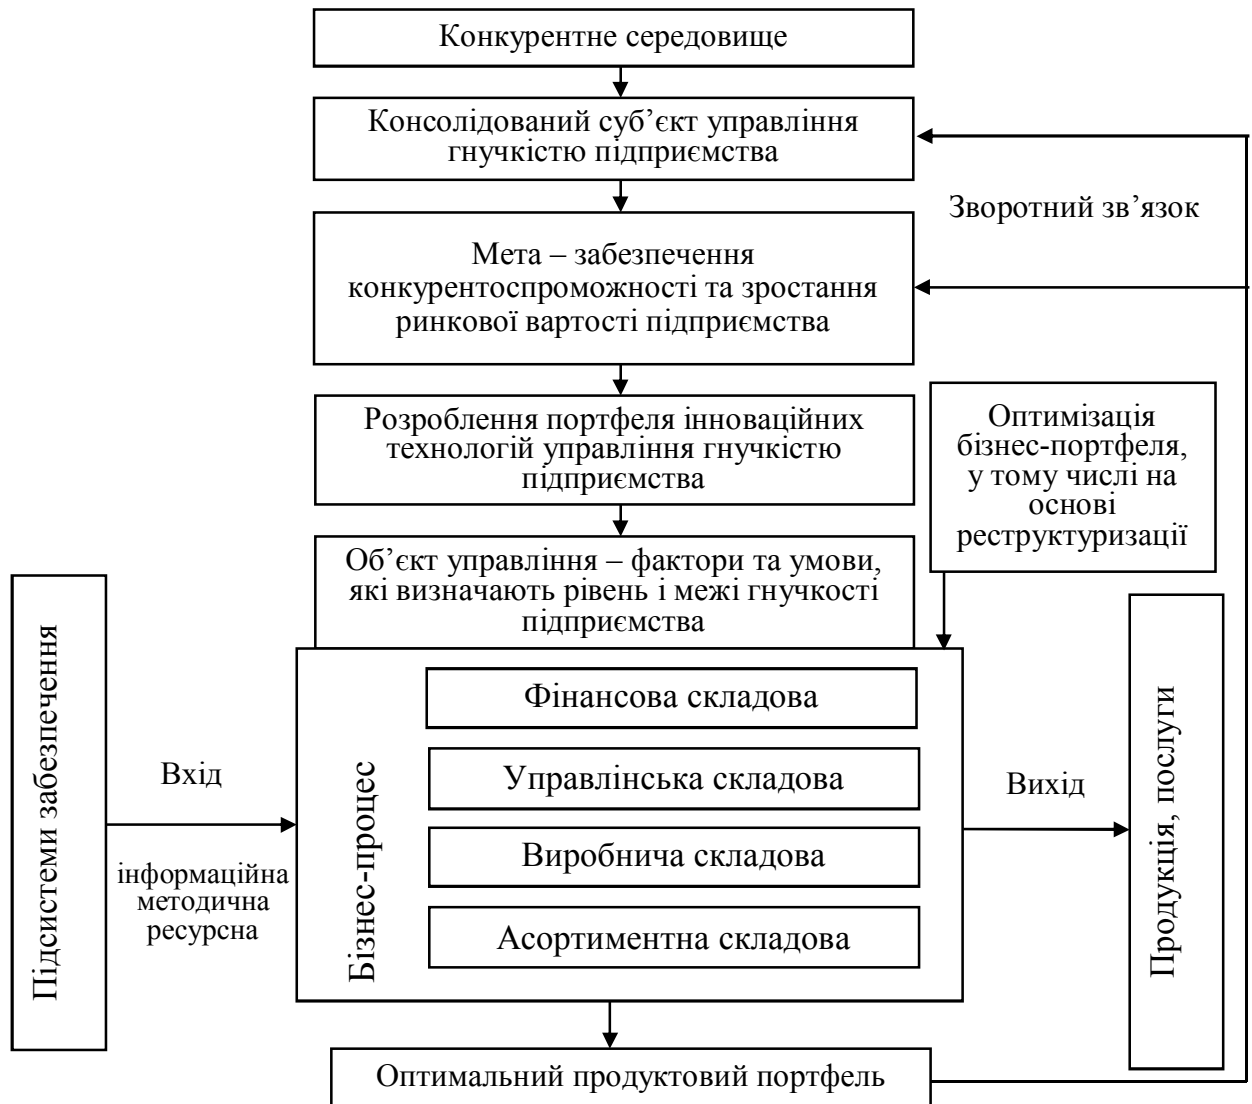 Конкурентне середовище
Консолідований суб’єкт управління
гнучкістю підприємства
Зворотний зв’язок
Мета – забезпечення
конкурентоспроможності та зростання
ринкової вартості підприємства
Розроблення портфеля інноваційних
технологій управління гнучкістю
підприємства
Оптимізація
бізнес-портфеля,
у тому числі на
основі
реструктуризації
Об’єкт управління – фактори та умови,
які визначають рівень і межі гнучкості
підприємства
Підсистеми забезпечення
Вхід
інформаційна
методична
ресурсна
Бізнес-процес
Фінансова складова
Управлінська складова
Виробнича складова
Асортиментна складова
Вихід
Продукція, послуги
Оптимальний продуктовий портфель